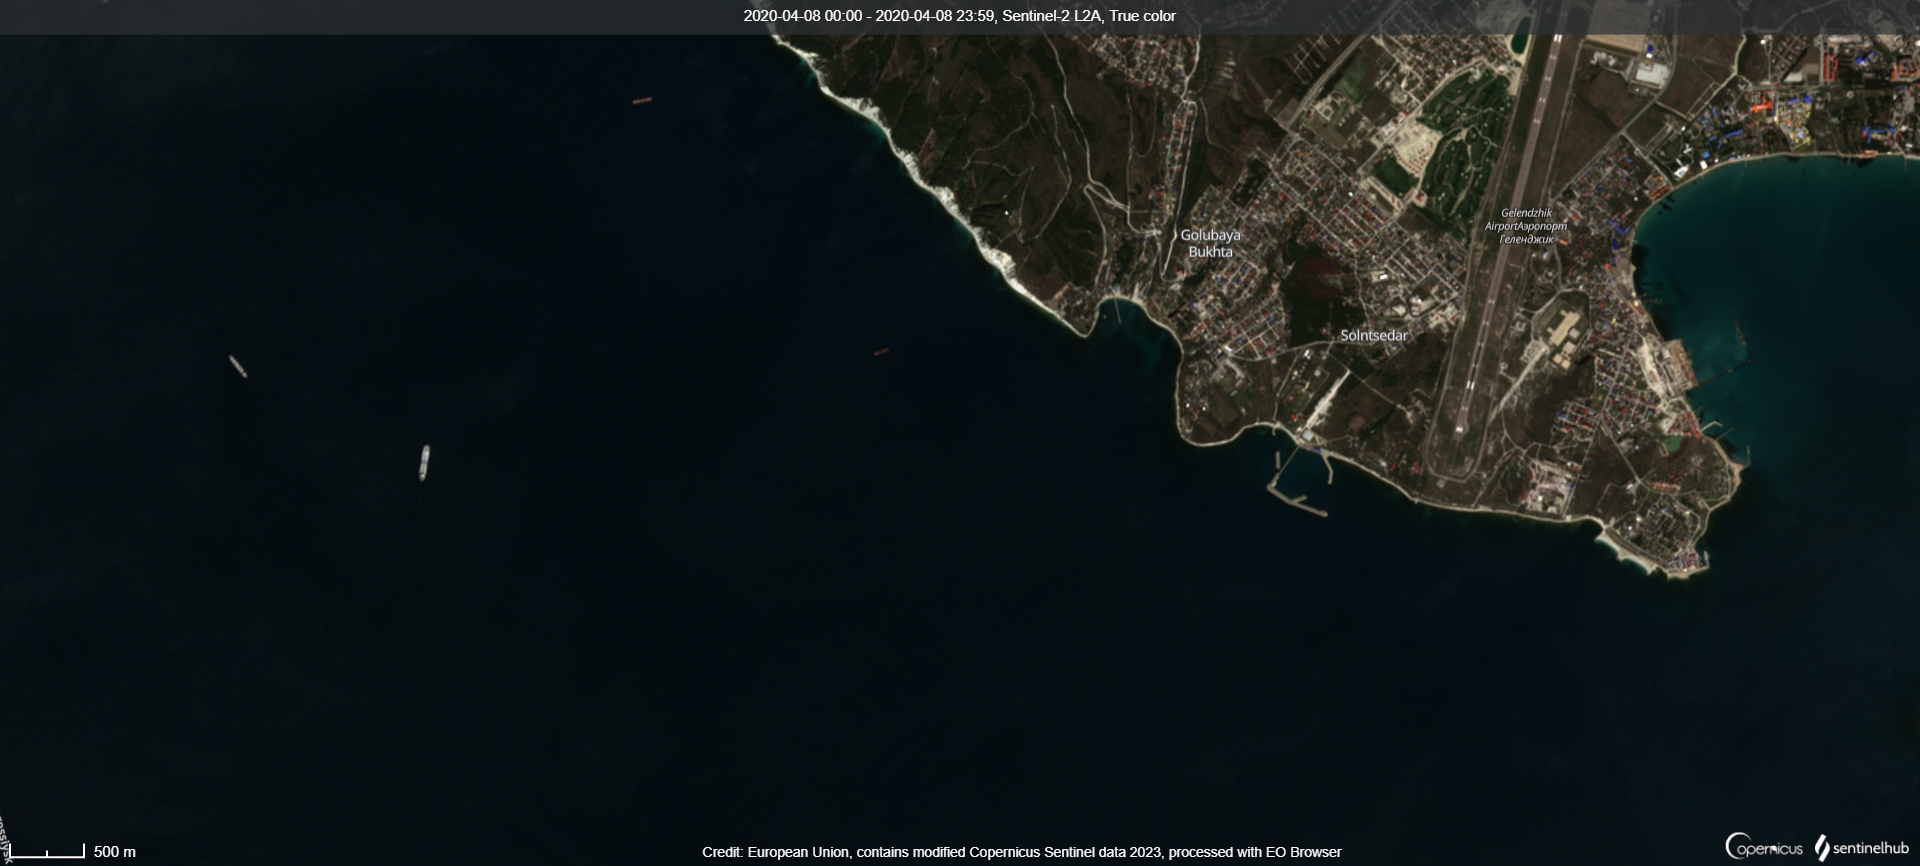 2020-04-08 00:00 - 2020-04-08 23:59, Sentinel-2 L2A, True color
Gelendzhik
AirportАэропорт
Геленджик
Golubaya
Bukhta
Solntsedar
500 m
Credit: European Union, contains modified Copernicus Sentinel data 2023, processed with EO Browser
Copernicus
sentinelhub